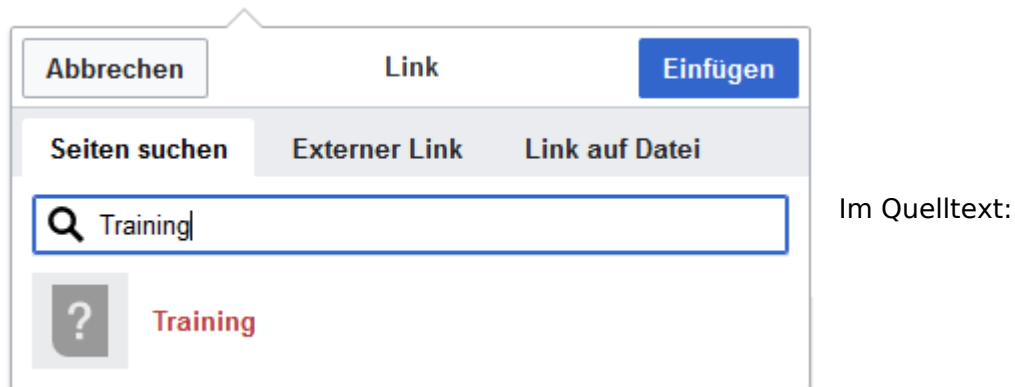 Abbrechen Link Einfügen
Seiten suchen Externer Link Link auf Datei
Training
Im Quelltext:
? Training